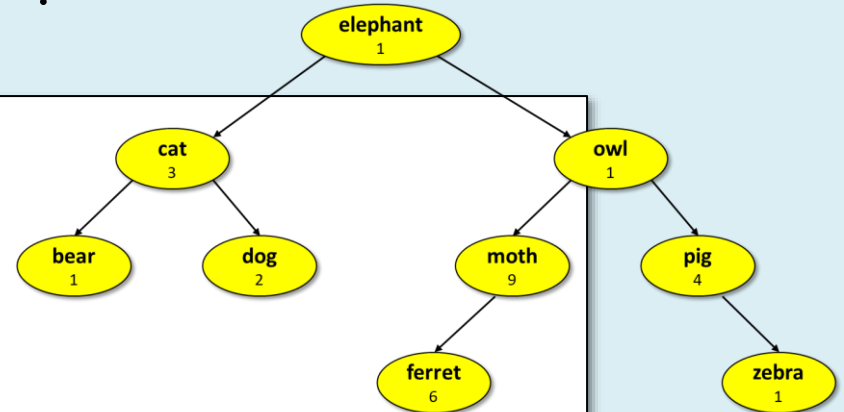 elephant
1
cat
3
owl
1
bear
1
dog
2
moth
9
pig
4
ferret
6
zebra
1